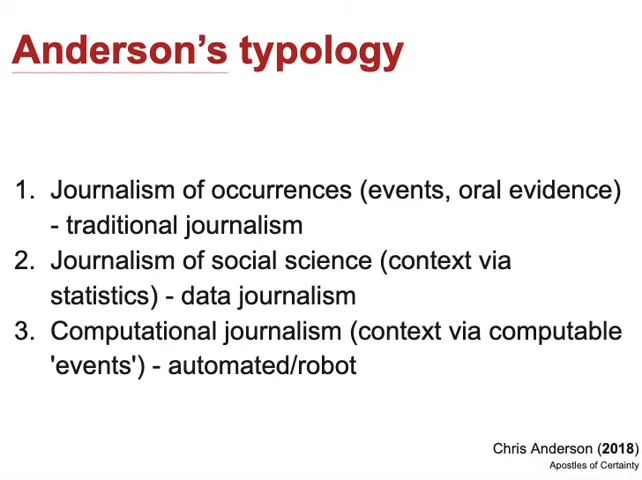 Anderson's typology
1. Journalism of occurrences (events, oral evidence)
- traditional journalism
2. Journalism of social science (context via
statistics) - data journalism
3. Computational journalism (context via computable
'events') - automated/robot
Chris Anderson (2018)
Apostles of Certainty